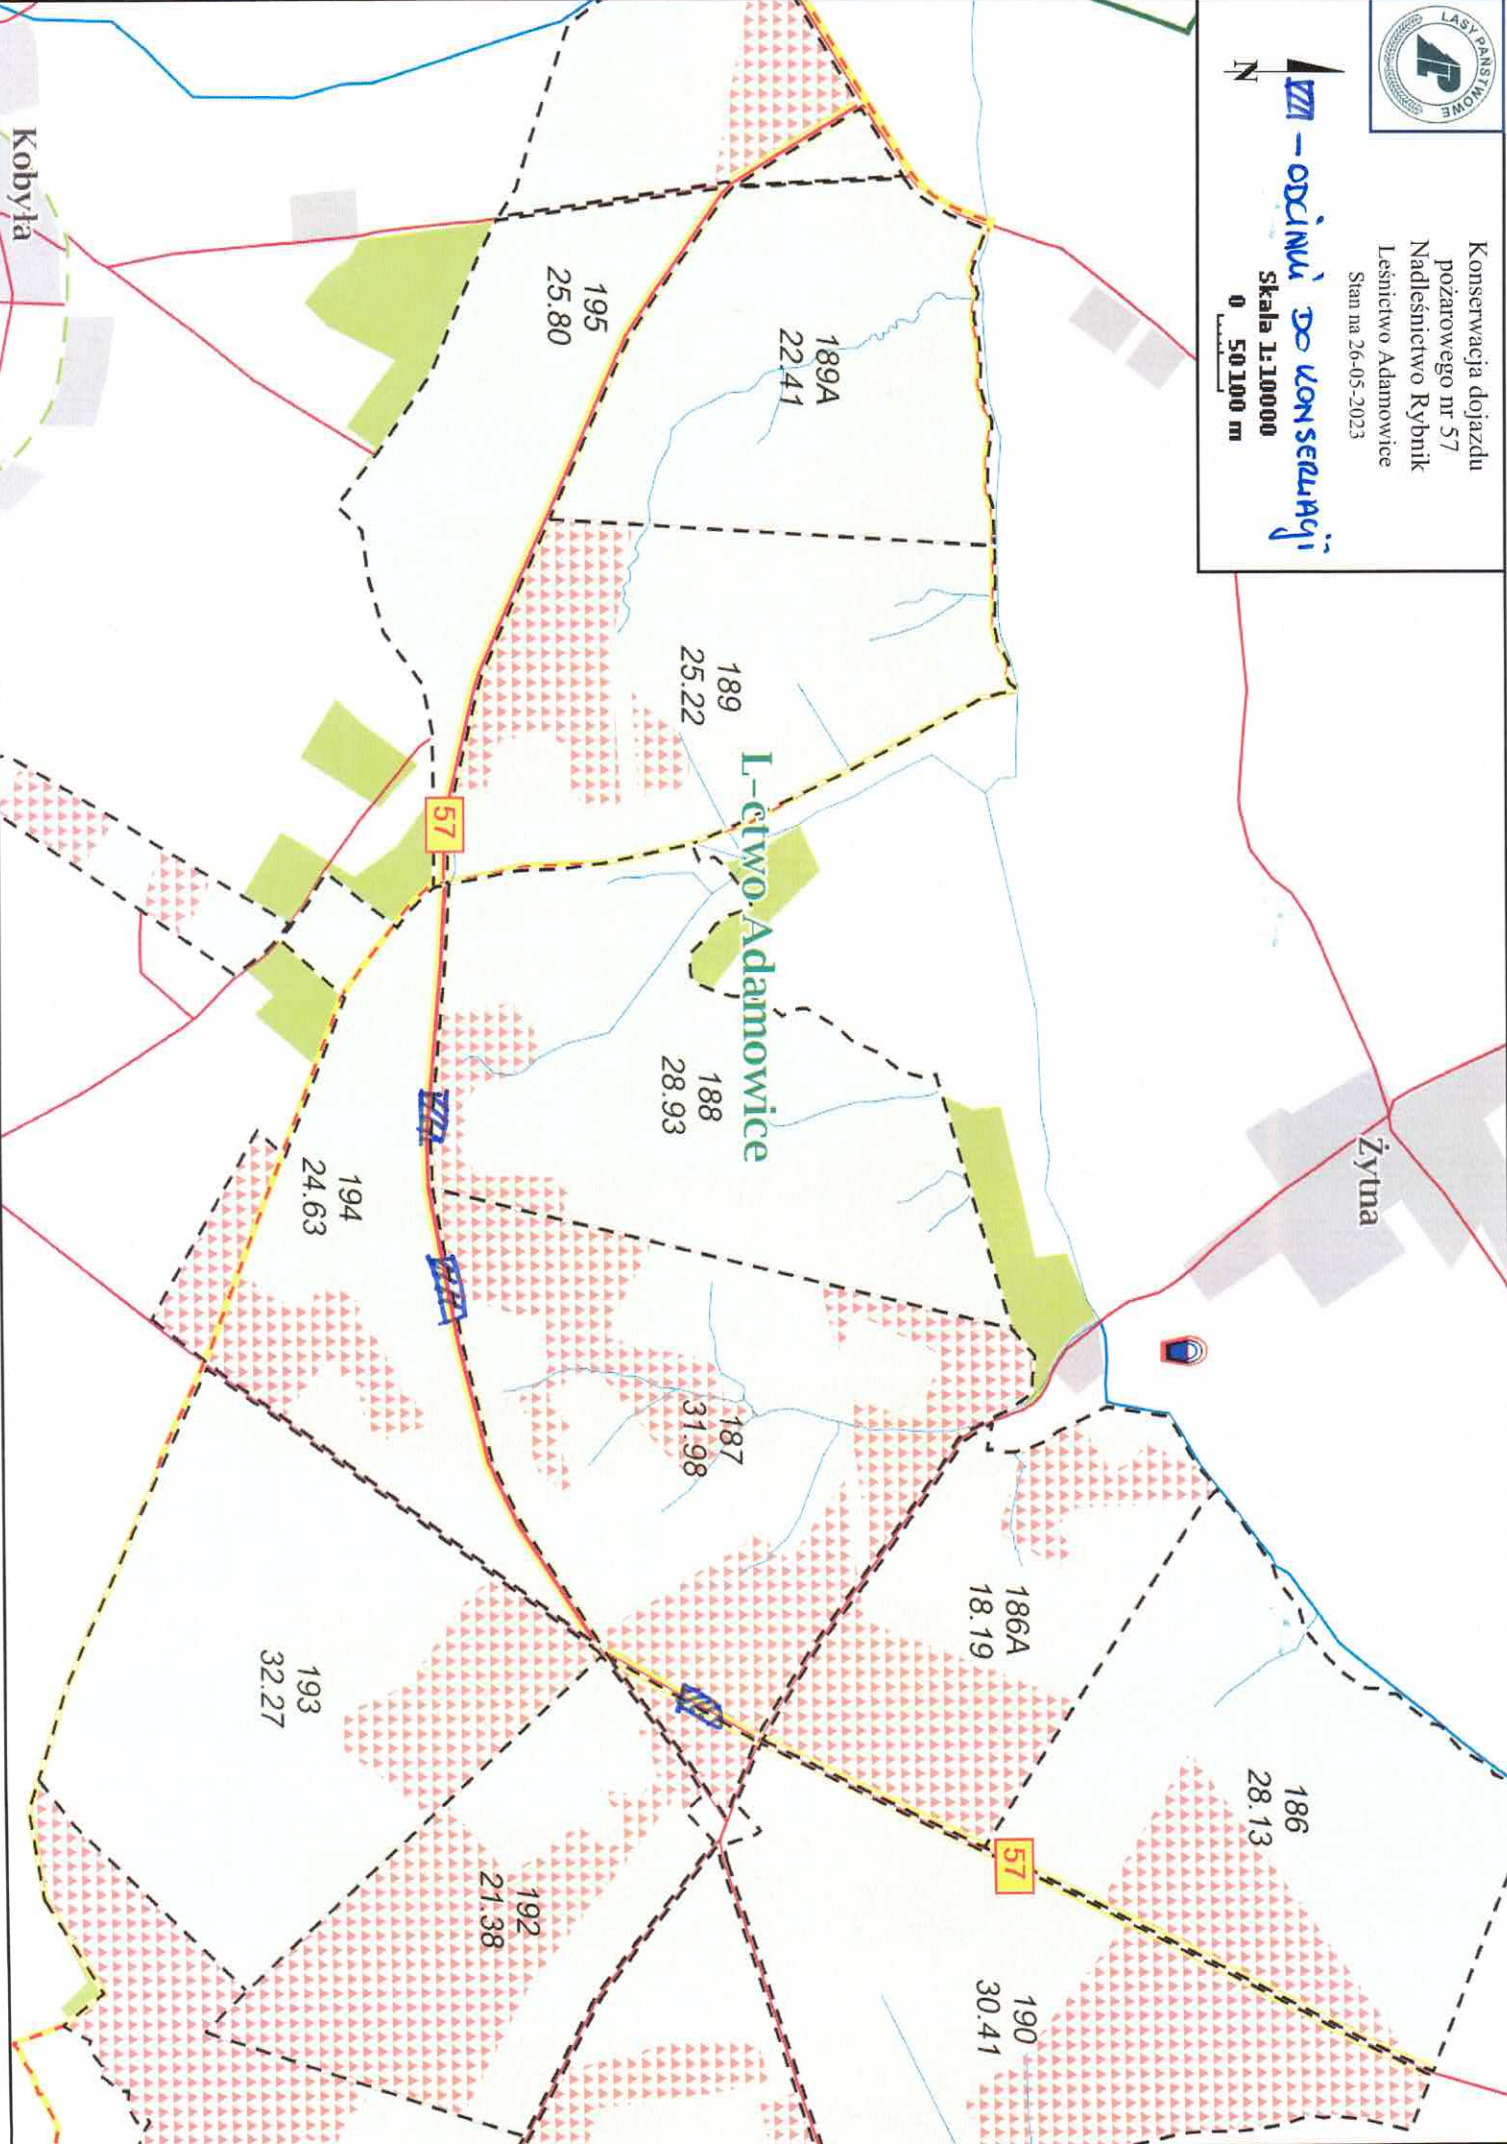 LASY PAŃSTWOWE
Konserwacja dojazdu
pożarowego nr 57
Nadleśnictwo Rybnik
Leśnictwo Adamowice
Stan na 26-05-2023
- ODCINKI DO KONSERWACJI
Skala 1:10000
0 50 100 m
N
Kobyła
Żytna
L-ctwo Adamowice
195
25.80
189A
22.41
189
25.22
57
188
28.93
194
24.63
187
31.98
186A
18.19
186
28.13
57
193
32.27
192
21.38
190
30.41